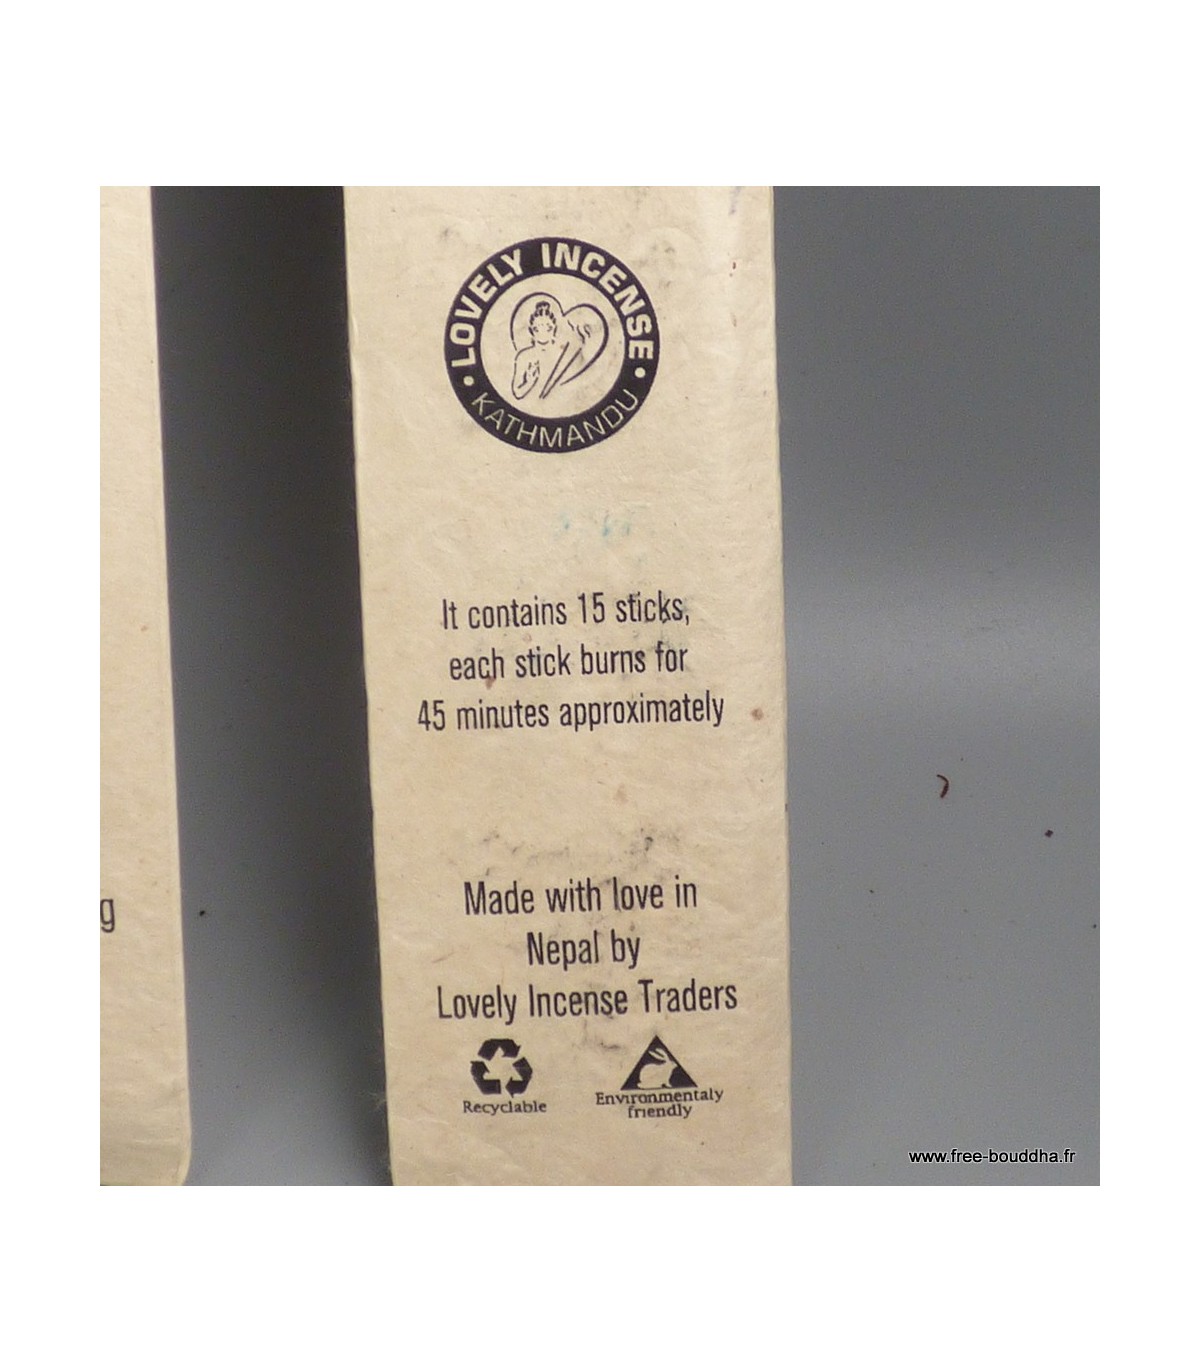 LOVELY INCENSE
KATHMANDU
It contains 15 sticks,
each stick burns for
45 minutes approximately
g
Made with love in
Nepal by
Lovely Incense Traders
Recyclable
Environmentaly
friendly
www.free-bouddha.fr